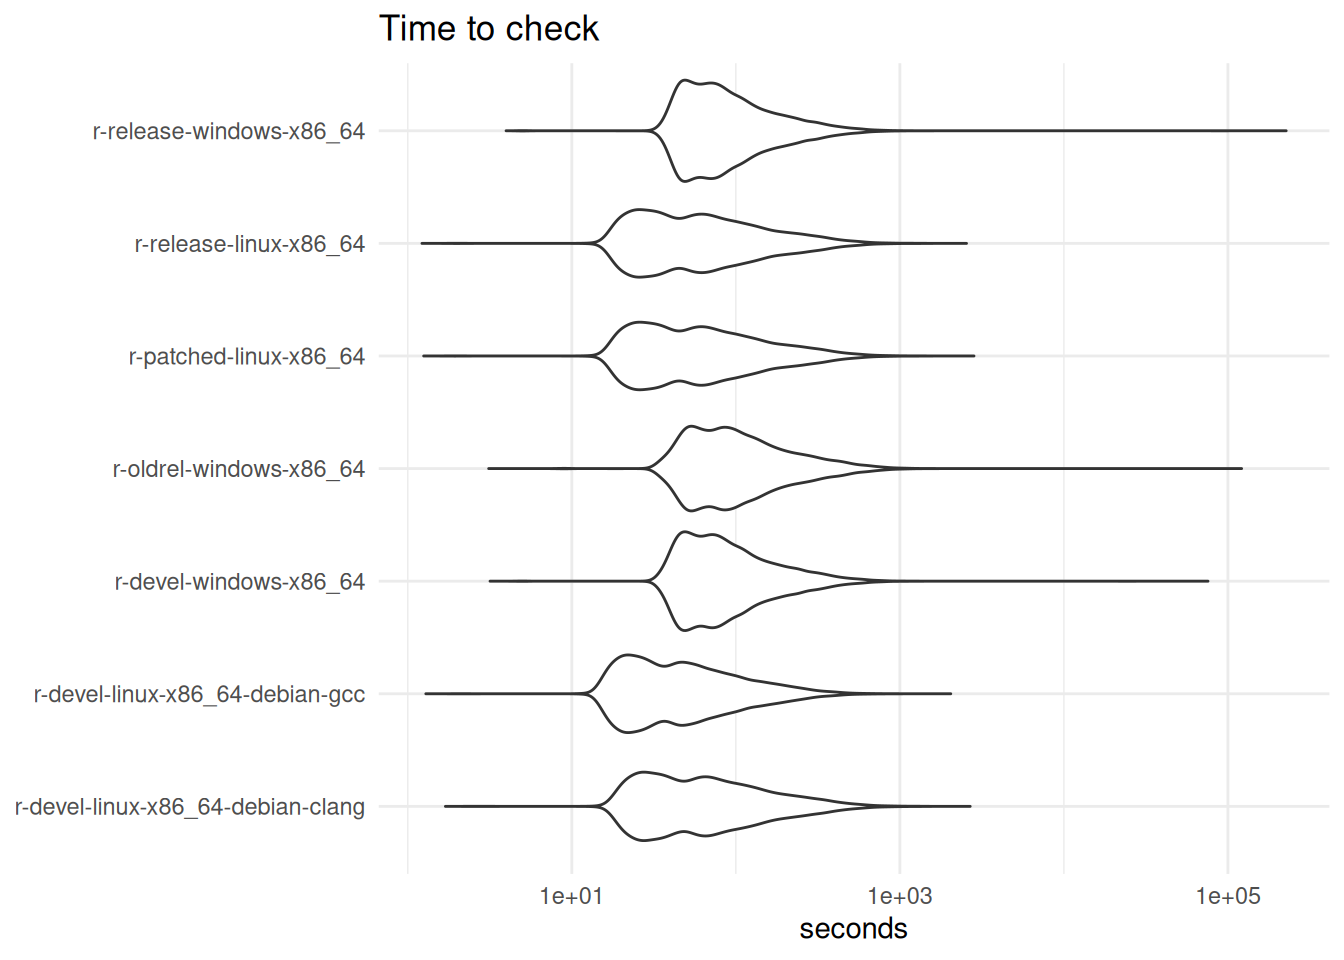 Time to check
r-release-windows-x86_64
r-release-linux-x86_64
r-patched-linux-x86_64
r-oldrel-windows-x86_64
r-devel-windows-x86_64
r-devel-linux-x86_64-debian-gcc
r-devel-linux-x86_64-debian-clang
1e+01 1e+03 1e+05
seconds